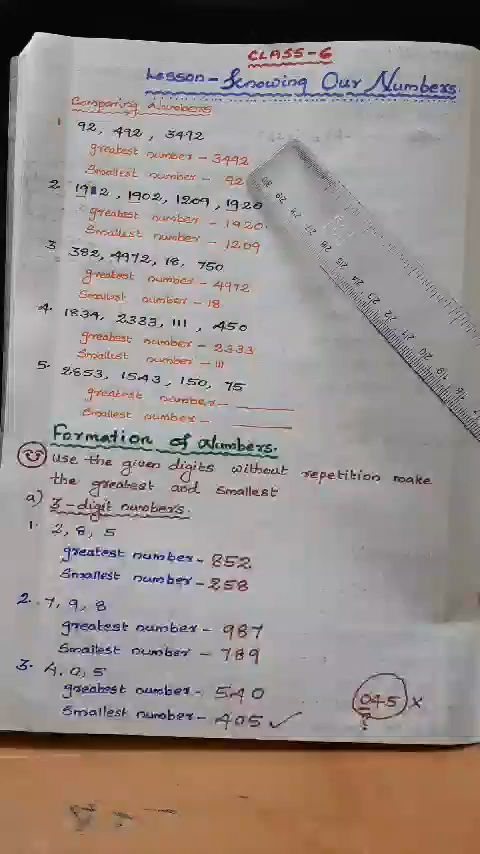 CLASS-6
Lesson - Knowing Our Numbers.
Comparing Numbers
1. 92, 492, 3492
greatest number - 3492
Smallest number - 92
2. 1912, 1902, 1209, 1920
greatest number - 1920.
Smallest number - 1209
3. 382, 4972, 18, 750
greatest number - 4972
Smallest number - 18.
4. 1834, 2333, 111, 450
greatest number - 2333
Smallest number - 111
5. 2853, 1543, 150, 75
greatest number - ______
Smallest number - ______
Formation of Numbers.
Use the given digits without repetition make
the greatest and smallest
a) 3-digit numbers.
1. 2, 8, 5
greatest number - 852
Smallest number - 258
2. 7, 9, 8
greatest number - 987
Smallest number - 789
3. 4, 0, 5
greatest number - 540
Smallest number - 405 ✓
045 ×